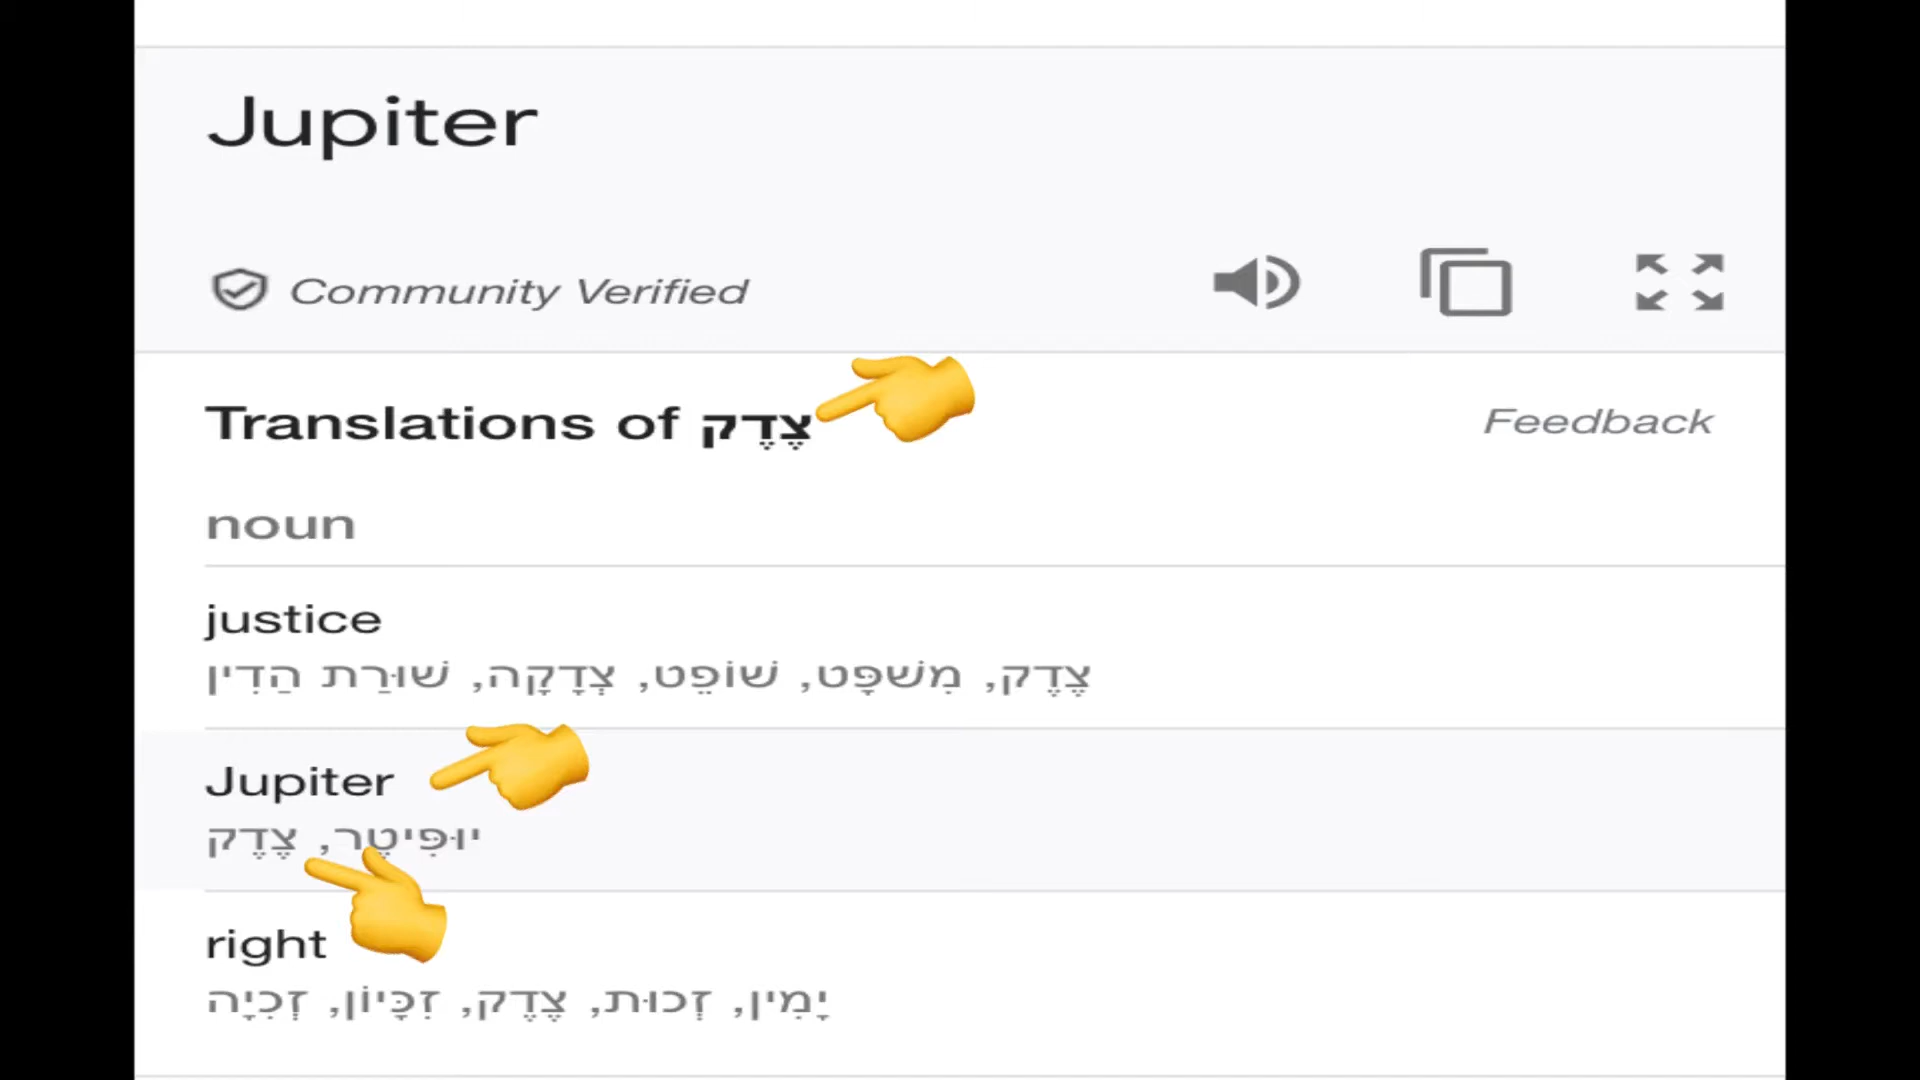 Jupiter
Community Verified
Translations of צֶדֶק
Feedback
noun
justice
צֶדֶק, מִשׁפָּט, שׁוֹפֵט, צְדָקָה, שׁוּרַת הַדִין
Jupiter
יוּפִּיטֶר, צֶדֶק
right
יָמִין, זְכוּת, צֶדֶק, זִכָּיוֹן, זְכִיָה